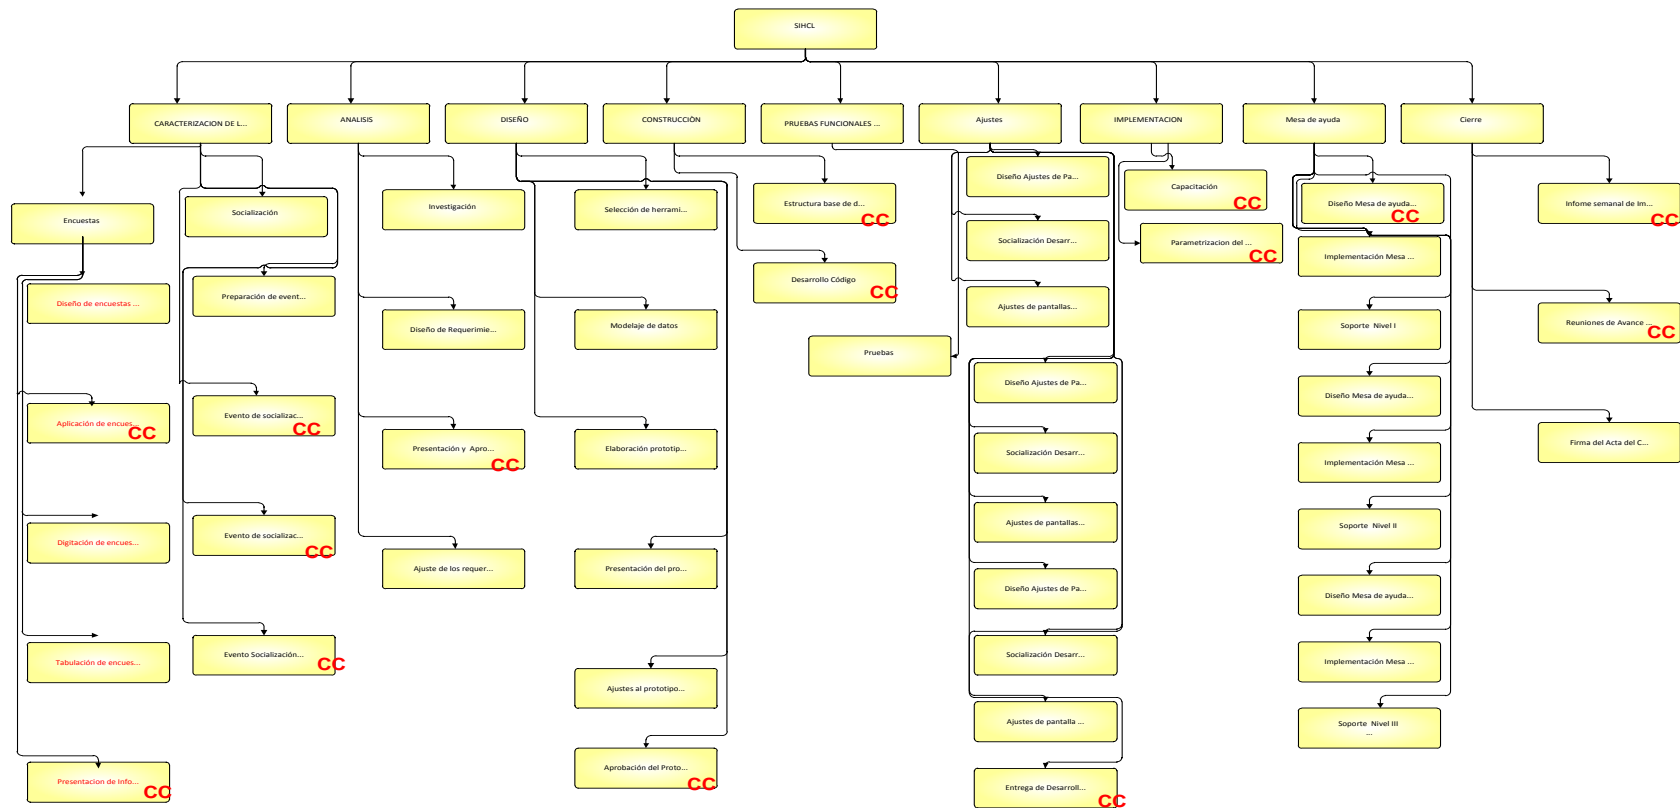 SIHCL
CARACTERIZACION DE L...
ANALISIS
DISEÑO
CONSTRUCCIÒN
PRUEBAS FUNCIONALES ...
Ajustes
IMPLEMENTACION
Mesa de ayuda
Cierre
Encuestas
Diseño de encuestas ...
Aplicación de encues...
CC
Digitación de encues...
Tabulación de encues...
Presentacion de Info...
CC
Socialización
Preparación de event...
Evento de socializac...
CC
Evento de socializac...
CC
Evento Socialización...
CC
Investigación
Diseño de Requerimie...
Presentación y  Apro...
CC
Ajuste de los requer...
Selección de herrami...
Modelaje de datos
Elaboración prototip...
Presentación del pro...
Ajustes al prototipo...
Aprobación del Proto...
CC
Estructura base de d...
CC
Desarrollo Código
CC
Pruebas
Diseño Ajustes de Pa...
Socialización Desarr...
Ajustes de pantallas...
Diseño Ajustes de Pa...
Socialización Desarr...
Ajustes de pantallas...
Diseño Ajustes de Pa...
Socialización Desarr...
Ajustes de pantalla ...
Entrega de Desarroll...
CC
Capacitación
CC
Parametrizacion del ...
CC
Diseño Mesa de ayuda...
CC
Implementación Mesa ...
Soporte  Nivel I
Diseño Mesa de ayuda...
Implementación Mesa ...
Soporte  Nivel II
Diseño Mesa de ayuda...
Implementación Mesa ...
Soporte  Nivel III
...
Infome semanal de Im...
CC
Reuniones de Avance ...
CC
Firma del Acta del C...